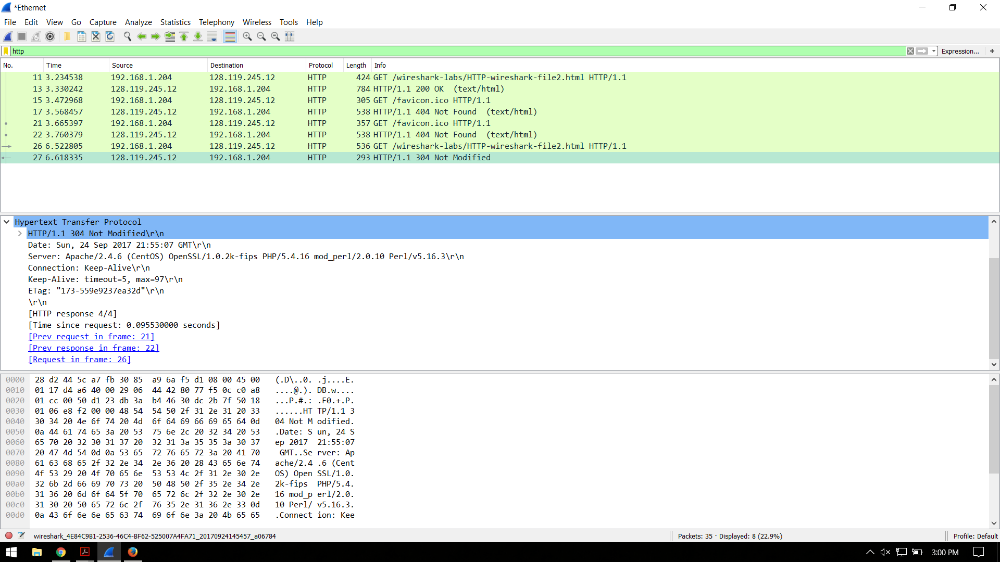 *Ethernet
File Edit View Go Capture Analyze Statistics Telephony Wireless Tools Help
http Expression... +
No. Time Source Destination Protocol Length Info
11 3.234538 192.168.1.204 128.119.245.12 HTTP 424 GET /wireshark-labs/HTTP-wireshark-file2.html HTTP/1.1
13 3.330242 128.119.245.12 192.168.1.204 HTTP 784 HTTP/1.1 200 OK (text/html)
15 3.472968 192.168.1.204 128.119.245.12 HTTP 305 GET /favicon.ico HTTP/1.1
17 3.568457 128.119.245.12 192.168.1.204 HTTP 538 HTTP/1.1 404 Not Found (text/html)
21 3.665397 192.168.1.204 128.119.245.12 HTTP 357 GET /favicon.ico HTTP/1.1
22 3.760379 128.119.245.12 192.168.1.204 HTTP 538 HTTP/1.1 404 Not Found (text/html)
26 6.522805 192.168.1.204 128.119.245.12 HTTP 536 GET /wireshark-labs/HTTP-wireshark-file2.html HTTP/1.1
27 6.618335 128.119.245.12 192.168.1.204 HTTP 293 HTTP/1.1 304 Not Modified
Hypertext Transfer Protocol
HTTP/1.1 304 Not Modified\r\n
Date: Sun, 24 Sep 2017 21:55:07 GMT\r\n
Server: Apache/2.4.6 (CentOS) OpenSSL/1.0.2k-fips PHP/5.4.16 mod_perl/2.0.10 Perl/v5.16.3\r\n
Connection: Keep-Alive\r\n
Keep-Alive: timeout=5, max=97\r\n
ETag: "173-559e9237ea32d"\r\n
\r\n
[HTTP response 4/4]
[Time since request: 0.095530000 seconds]
[Prev request in frame: 21]
[Prev response in frame: 22]
[Request in frame: 26]
0000 28 d2 44 5c a7 fb 30 85 a9 6a f5 d1 08 00 45 00 (.D\..0. .j....E.
0010 01 17 d4 a6 40 00 29 06 44 42 80 77 f5 0c c0 a8 ....@.). DB.w....
0020 01 cc 00 50 d1 23 db 3a b4 46 30 dc 2b 7f 50 18 ...P.#.: .F0.+.P.
0030 01 06 e8 f2 00 00 48 54 54 50 2f 31 2e 31 20 33 ......HT TP/1.1 3
0040 30 34 20 4e 6f 74 20 4d 6f 64 69 66 69 65 64 0d 04 Not M odified.
0050 0a 44 61 74 65 3a 20 53 75 6e 2c 20 32 34 20 53 .Date: S un, 24 S
0060 65 70 20 32 30 31 37 20 32 31 3a 35 35 3a 30 37 ep 2017 21:55:07
0070 20 47 4d 54 0d 0a 53 65 72 76 65 72 3a 20 41 70 GMT..Se rver: Ap
0080 61 63 68 65 2f 32 2e 34 2e 36 20 28 43 65 6e 74 ache/2.4 .6 (Cent
0090 4f 53 29 20 4f 70 65 6e 53 53 4c 2f 31 2e 30 2e OS) Open SSL/1.0.
00a0 32 6b 2d 66 69 70 73 20 50 48 50 2f 35 2e 34 2e 2k-fips PHP/5.4.
00b0 31 36 20 6d 6f 64 5f 70 65 72 6c 2f 32 2e 30 2e 16 mod_p erl/2.0.
00c0 31 30 20 50 65 72 6c 2f 76 35 2e 31 36 2e 33 0d 10 Perl/ v5.16.3.
00d0 0a 43 6f 6e 6e 65 63 74 69 6f 6e 3a 20 4b 65 65 .Connect ion: Kee
wireshark_4E84C9B1-2536-46C4-BF62-525007A4FA71_20170924145457_a06784 Packets: 35 · Displayed: 8 (22.9%) Profile: Default
3:00 PM